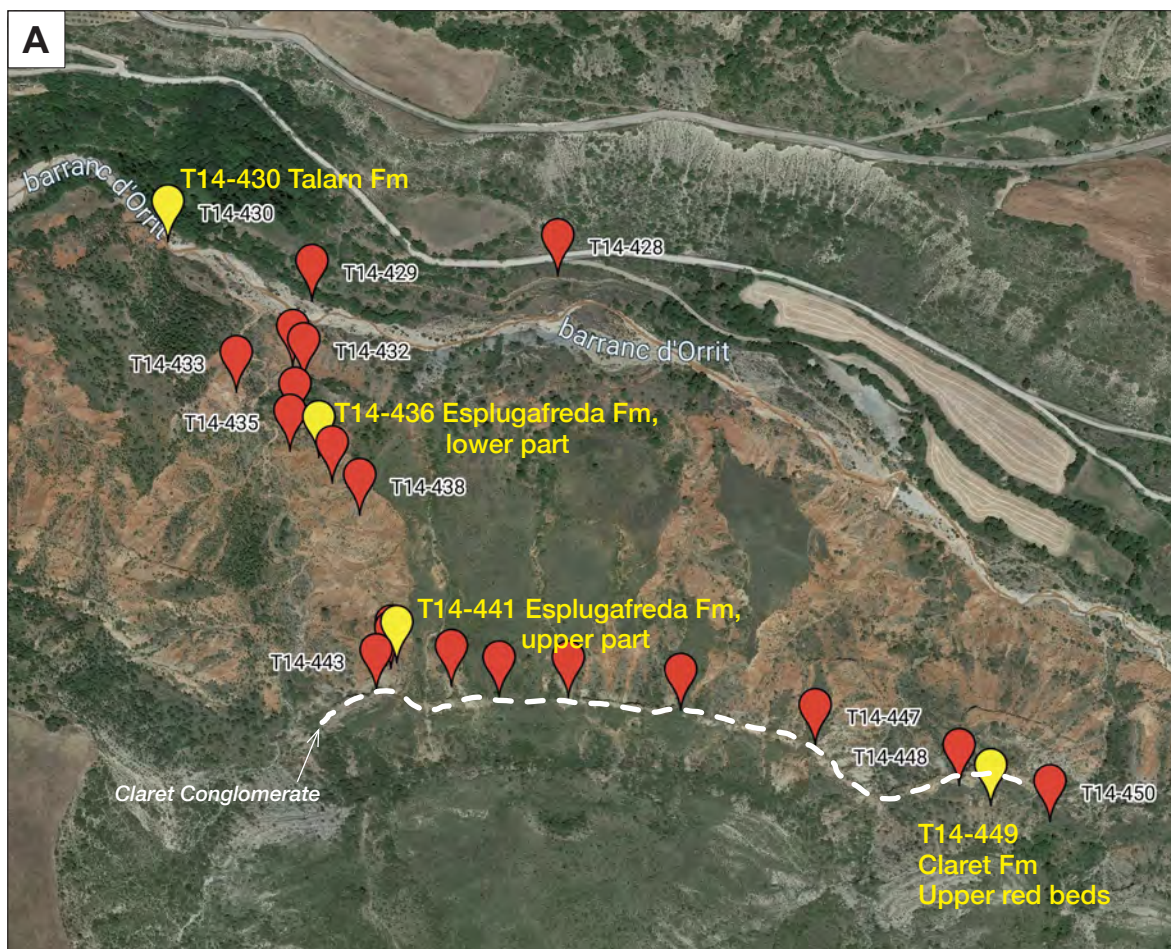 A
barranc d'Orrit
T14-430 Talarn Fm
T14-430
T14-428
T14-429
barranc d'Orrit
T14-432
T14-433
T14-436 Esplugafreda Fm,
lower part
T14-435
T14-438
T14-441 Esplugafreda Fm,
upper part
T14-443
T14-447
T14-448
Claret Conglomerate
T14-450
T14-449
Claret Fm
Upper red beds